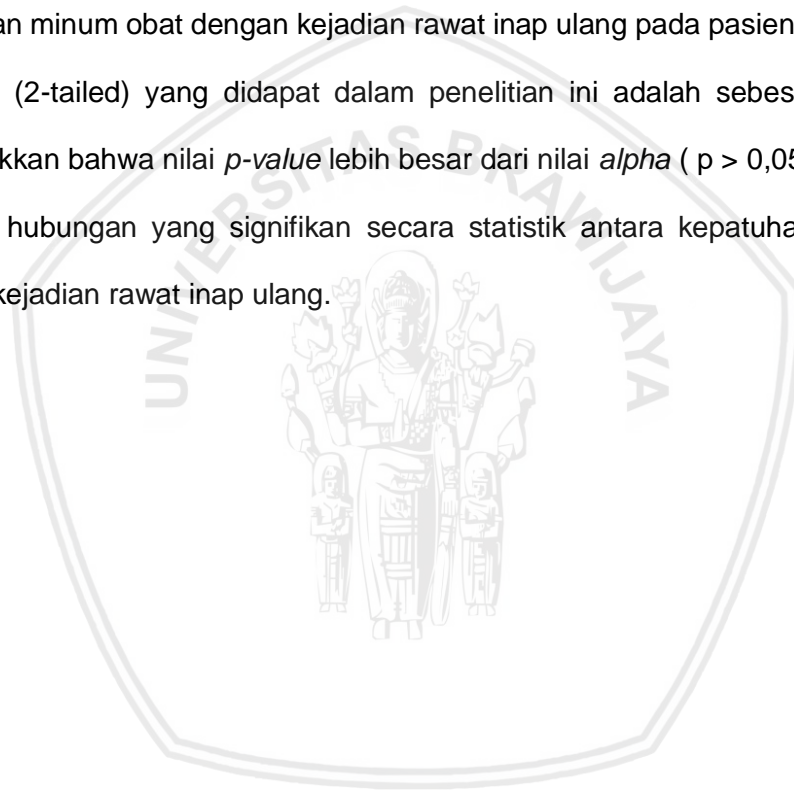 an minum obat dengan kejadian rawat inap ulang pada pasien
(2-tailed) yang didapat dalam penelitian ini adalah sebes
kkan bahwa nilai p-value lebih besar dari nilai alpha ( p > 0,05
hubungan yang signifikan secara statistik antara kepatuha
kejadian rawat inap ulang.
UNIVERSITAS BRAWIJAYA